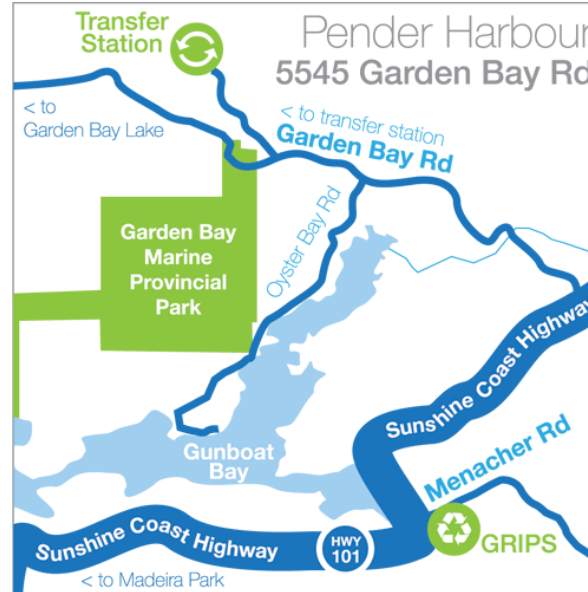 Transfer
Station
Pender Harbour
5545 Garden Bay Rd
< to
Garden Bay Lake
< to transfer station
Garden Bay Rd
Oyster Bay Rd
Garden Bay
Marine
Provincial
Park
Sunshine Coast Highway
Menacher Rd
Gunboat
Bay
Sunshine Coast Highway
HWY
101
GRIPS
< to Madeira Park